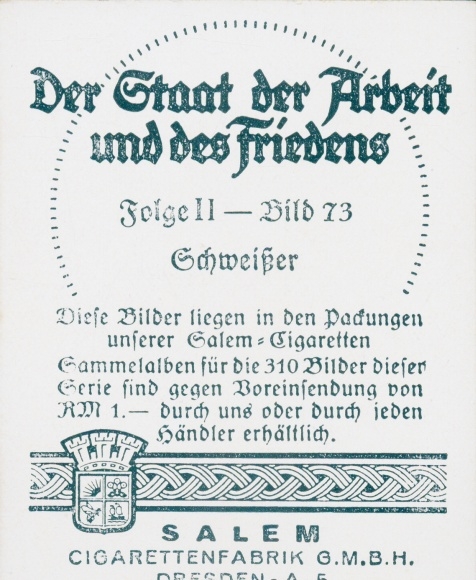 Der Staat der Arbeit
und des Friedens
Folge II — Bild 73
Schweißer
Diese Bilder liegen in den Packungen
unserer Salem-Cigaretten
Sammelalben für die 310 Bilder dieser
Serie sind gegen Voreinsendung von
RM 1.— durch uns oder durch jeden
Händler erhältlich.
SALEM
CIGARETTENFABRIK G.M.B.H.
DRESDEN-A 5